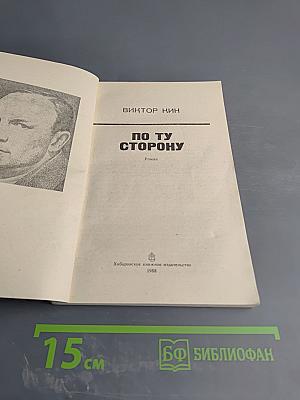 ВИКТОР КИН
ПО ТУ
СТОРОНУ
Роман
Хабаровское книжное издательство
1988
15 см
БФ БИБЛИОФАН